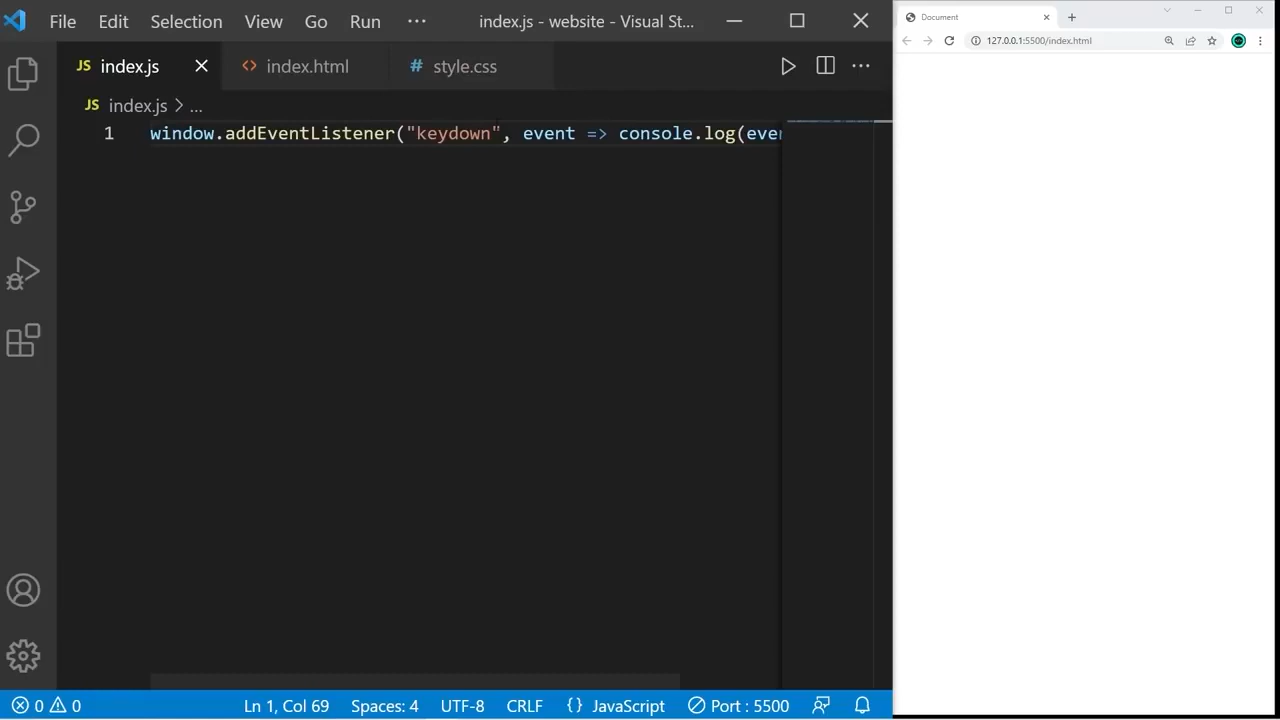 File Edit Selection View Go Run ··· index.js - website - Visual St...
JS index.js <> index.html # style.css
JS index.js > ...
1 window.addEventListener("keydown", event => console.log(even
0 0 Ln 1, Col 69 Spaces: 4 UTF-8 CRLF {} JavaScript Port : 5500
Document
127.0.0.1:5500/index.html